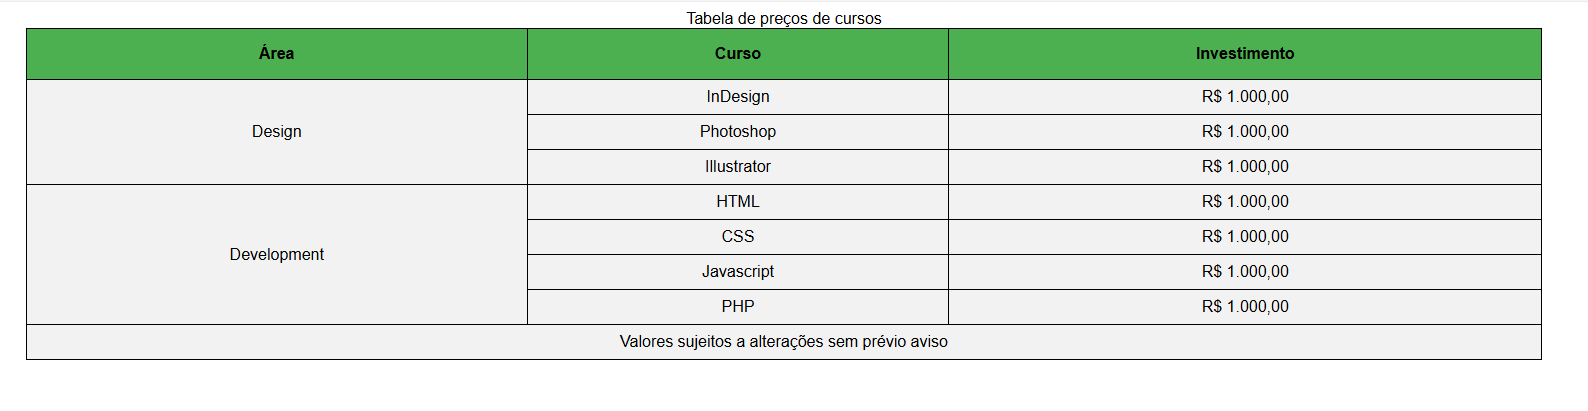 Tabela de preços de cursos
Área Curso Investimento
InDesign R$ 1.000,00
Design Photoshop R$ 1.000,00
Illustrator R$ 1.000,00
HTML R$ 1.000,00
CSS R$ 1.000,00
Development
Javascript R$ 1.000,00
PHP R$ 1.000,00
Valores sujeitos a alterações sem prévio aviso